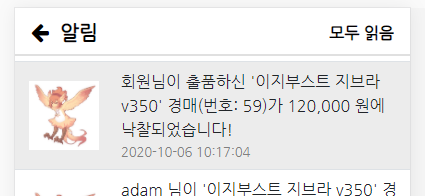 알림 모두 읽음
회원님이 출품하신 '이지부스트 지브라
v350' 경매(번호: 59)가 120,000 원에
낙찰되었습니다!
2020-10-06 10:17:04
adam 님이 '이지부스트 지브라 v350' 경